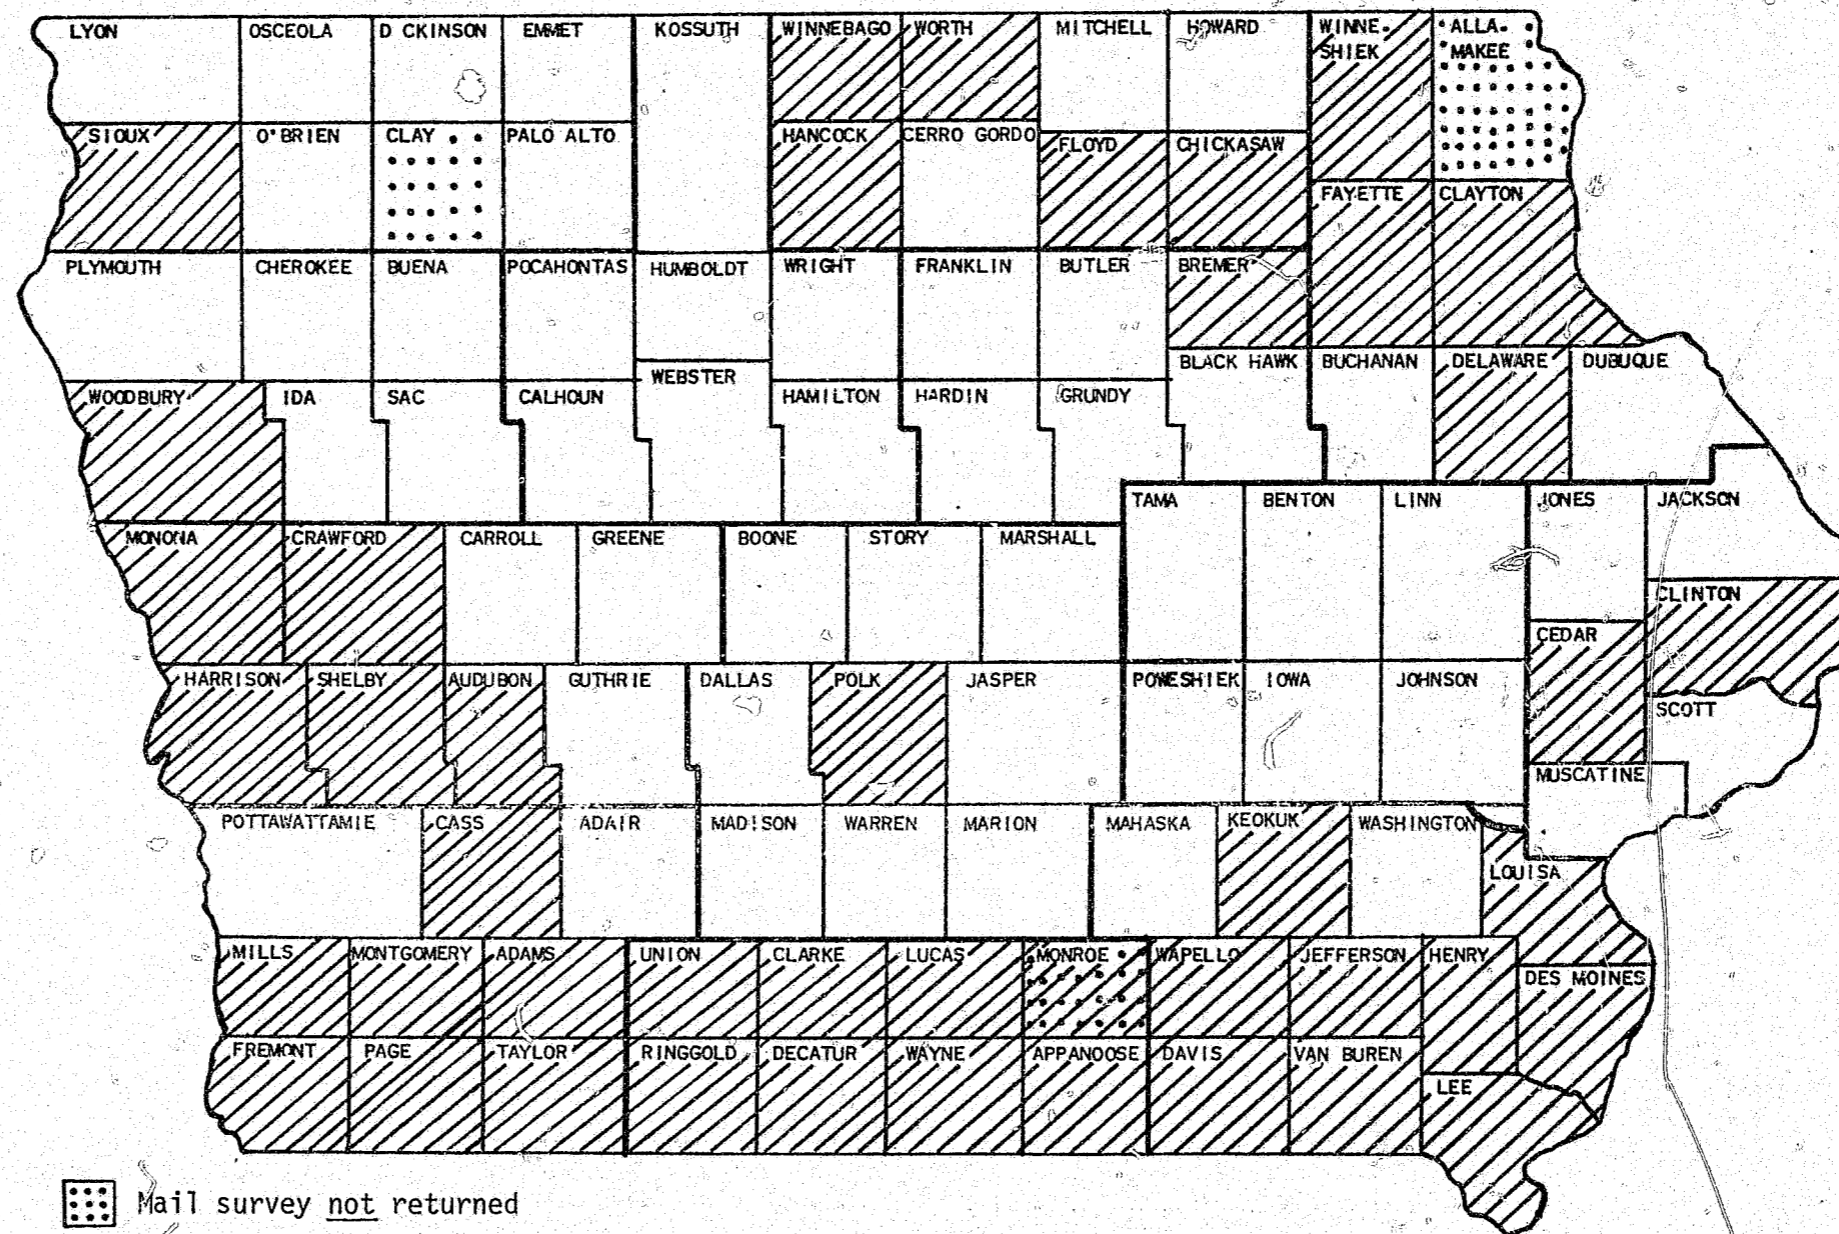 LYON OSCEOLA D CKINSON EMMET KOSSUTH WINNEBAGO WORTH MITCHELL HOWARD WINNE- ALLA-
SHIEK MAKEE
SIOUX O'BRIEN CLAY PALO ALTO HANCOCK CERRO GORDO FLOYD CHICKASAW
FAYETTE CLAYTON
PLYMOUTH CHEROKEE BUENA POCAHONTAS HUMBOLDT WRIGHT FRANKLIN BUTLER BREMER
BLACK HAWK BUCHANAN DELAWARE DUBUQUE
WEBSTER
WOODBURY IDA SAC CALHOUN HAMILTON HARDIN GRUNDY
TAMA BENTON LINN JONES JACKSON
MONONA CRAWFORD CARROLL GREENE BOONE STORY MARSHALL
CLINTON
CEDAR
HARRISON SHELBY AUDUBON GUTHRIE DALLAS POLK JASPER POWESHIEK IOWA JOHNSON
SCOTT
MUSCATINE
POTTAWATTAMIE CASS ADAIR MADISON WARREN MARION MAHASKA KEOKUK WASHINGTON
LOUISA
MILLS MONTGOMERY ADAMS UNION CLARKE LUCAS MONROE WAPELLO JEFFERSON HENRY
DES MOINES
FREMONT PAGE TAYLOR RINGGOLD DECATUR WAYNE APPANOOSE DAVIS VAN BUREN
LEE
Mail survey not returned